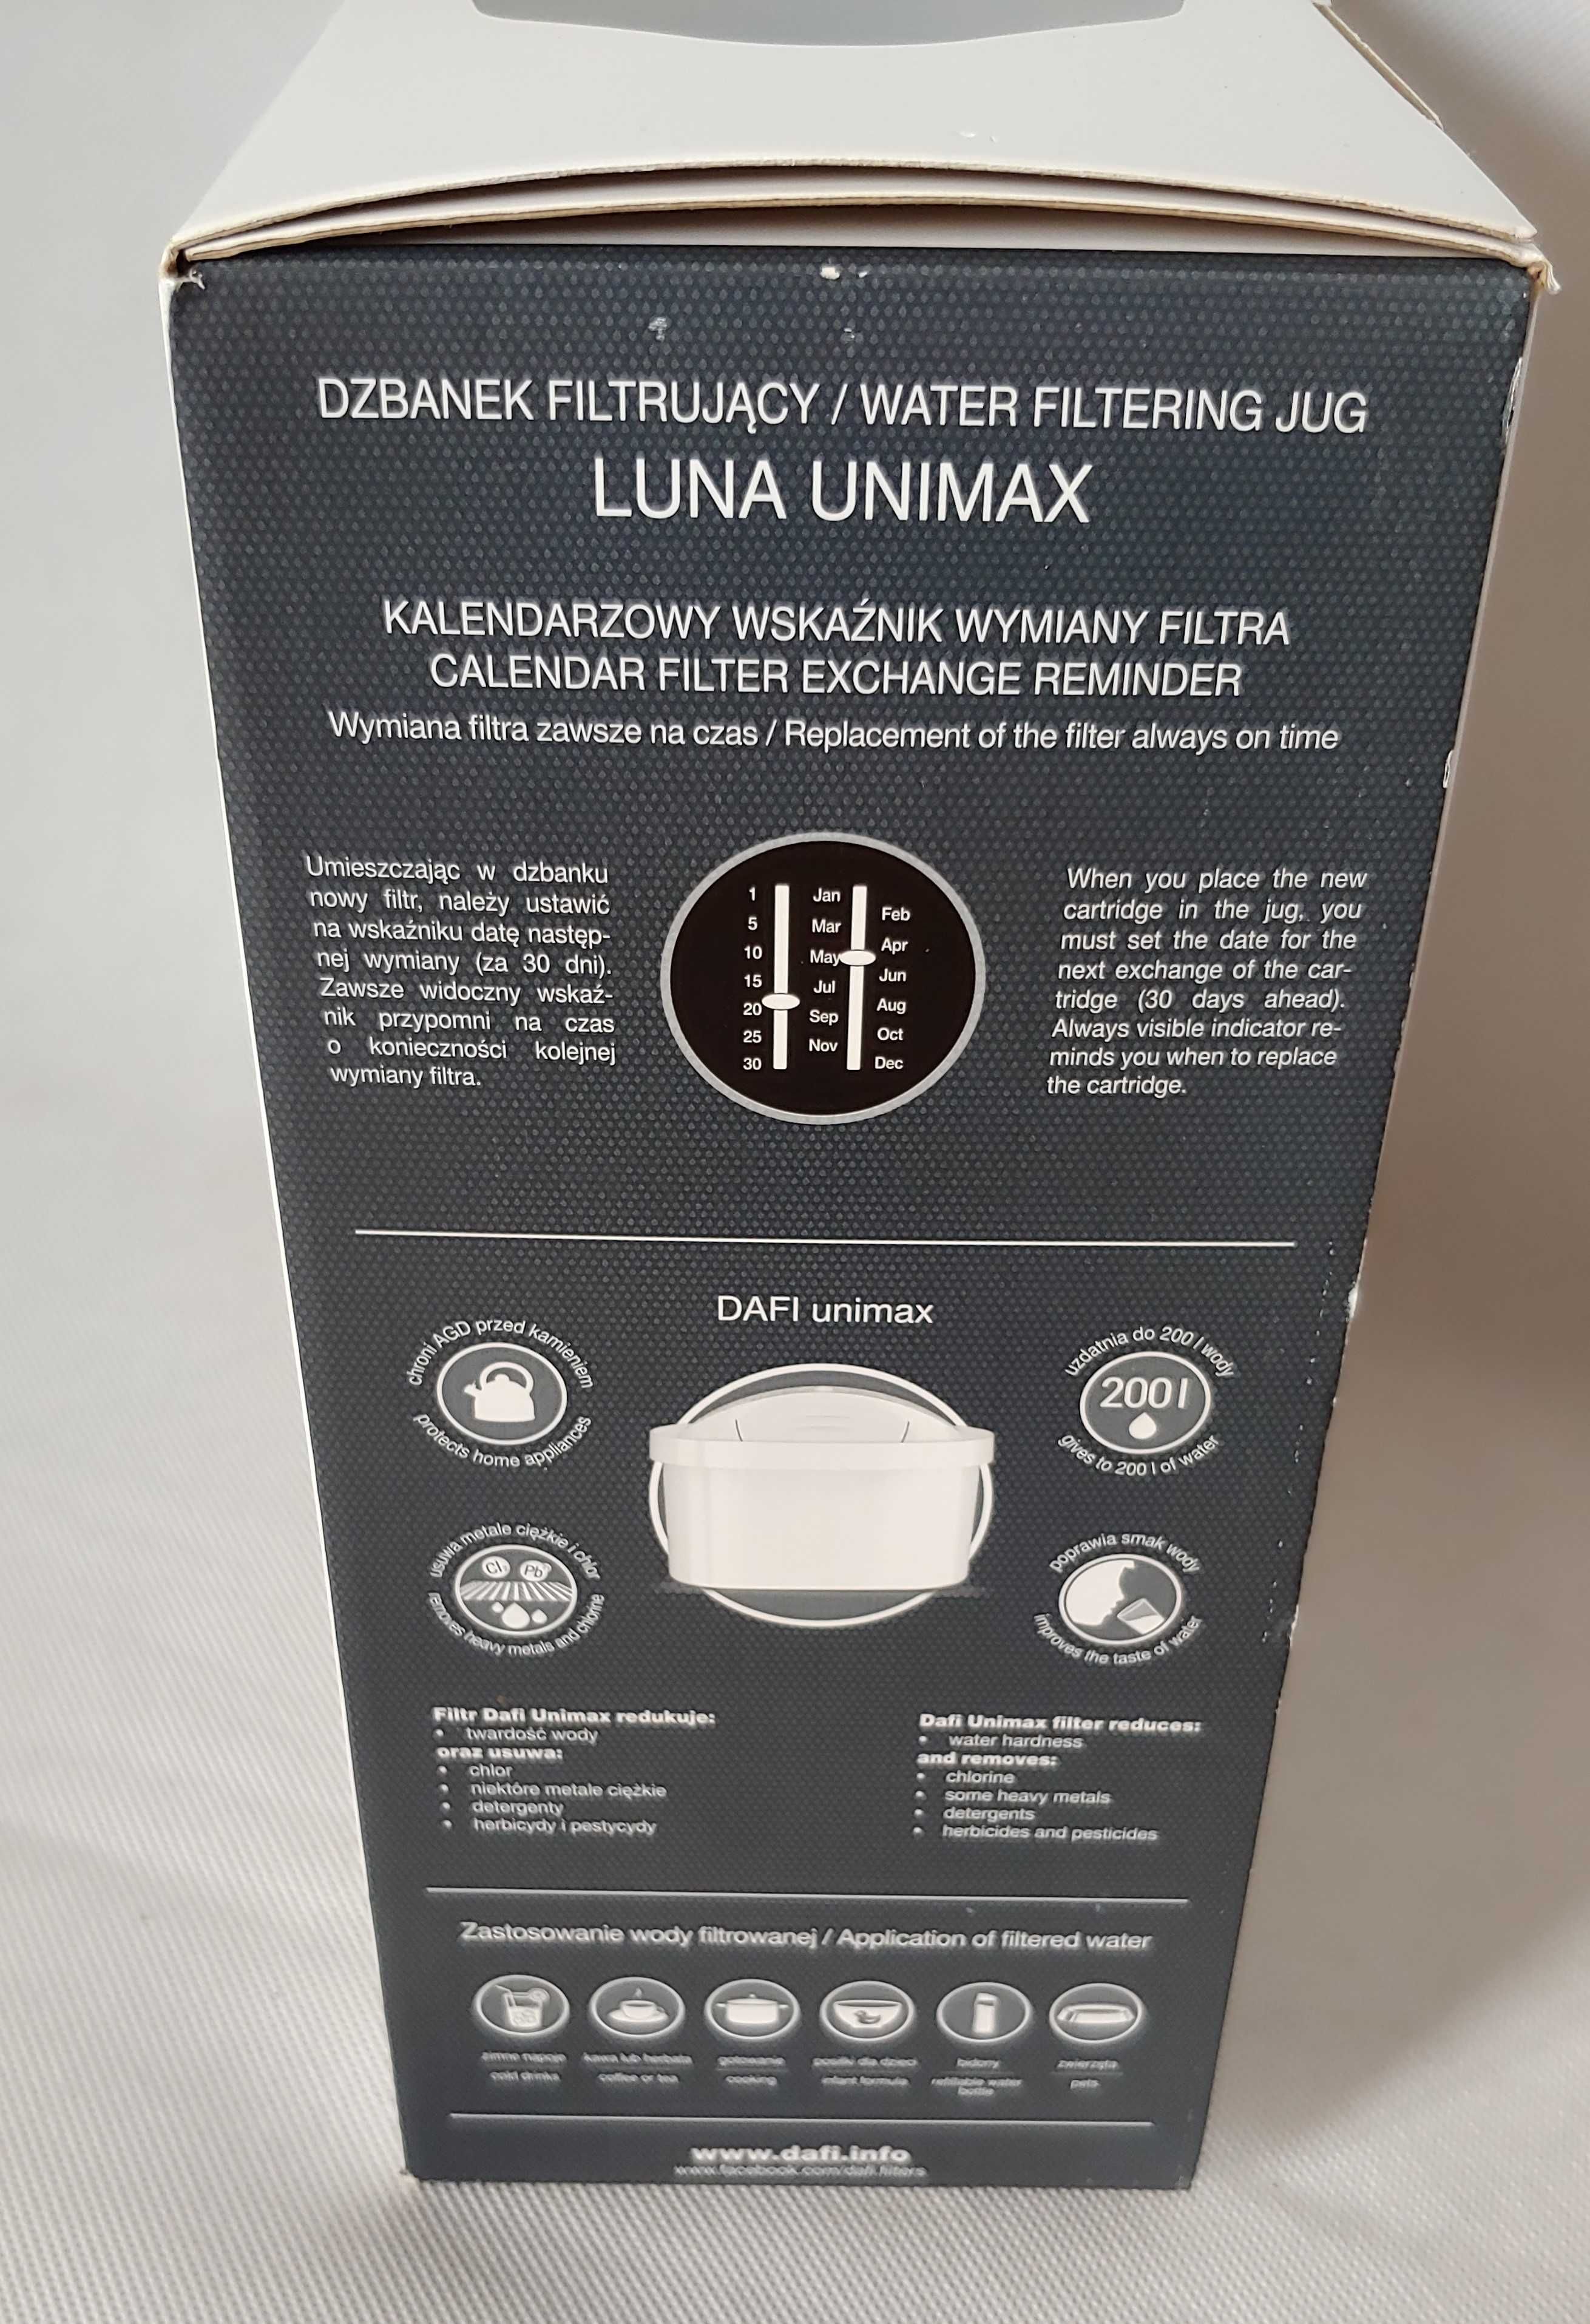 DZBANEK FILTRUJĄCY / WATER FILTERING JUG
LUNA UNIMAX
KALENDARZOWY WSKAŹNIK WYMIANY FILTRA
CALENDAR FILTER EXCHANGE REMINDER
Wymiana filtra zawsze na czas / Replacement of the filter always on time
Umieszczając w dzbanku
nowy filtr, należy ustawić
na wskaźniku datę następ-
nej wymiany (za 30 dni).
Zawsze widoczny wskaź-
nik przypomni na czas
o konieczności kolejnej
wymiany filtra.
1
5
10
15
20
25
30
Jan
Mar
May
Jul
Sep
Nov
Feb
Apr
Jun
Aug
Oct
Dec
When you place the new
cartridge in the jug, you
must set the date for the
next exchange of the car-
tridge (30 days ahead).
Always visible indicator re-
minds you when to replace
the cartridge.
DAFI unimax
chroni AGD przed kamieniem
protects home appliances
uzdatnia do 200 l wody
200 l
gives to 200 l of water
usuwa metale ciężkie i chlor
Cl Pb
removes heavy metals and chlorine
poprawia smak wody
improves the taste of water
Filtr Dafi Unimax redukuje:
• twardość wody
oraz usuwa:
• chlor
• niektóre metale ciężkie
• detergenty
• herbicydy i pestycydy
Dafi Unimax filter reduces:
• water hardness
and removes:
• chlorine
• some heavy metals
• detergents
• herbicides and pesticides
Zastosowanie wody filtrowanej / Application of filtered water
zimne napoje
cold drinks
kawa lub herbata
coffee or tea
gotowanie
cooking
posiłki dla dzieci
infant formula
bidony
refillable water
bottle
zwierzęta
pets
www.dafi.info
www.facebook.com/dafi.filters